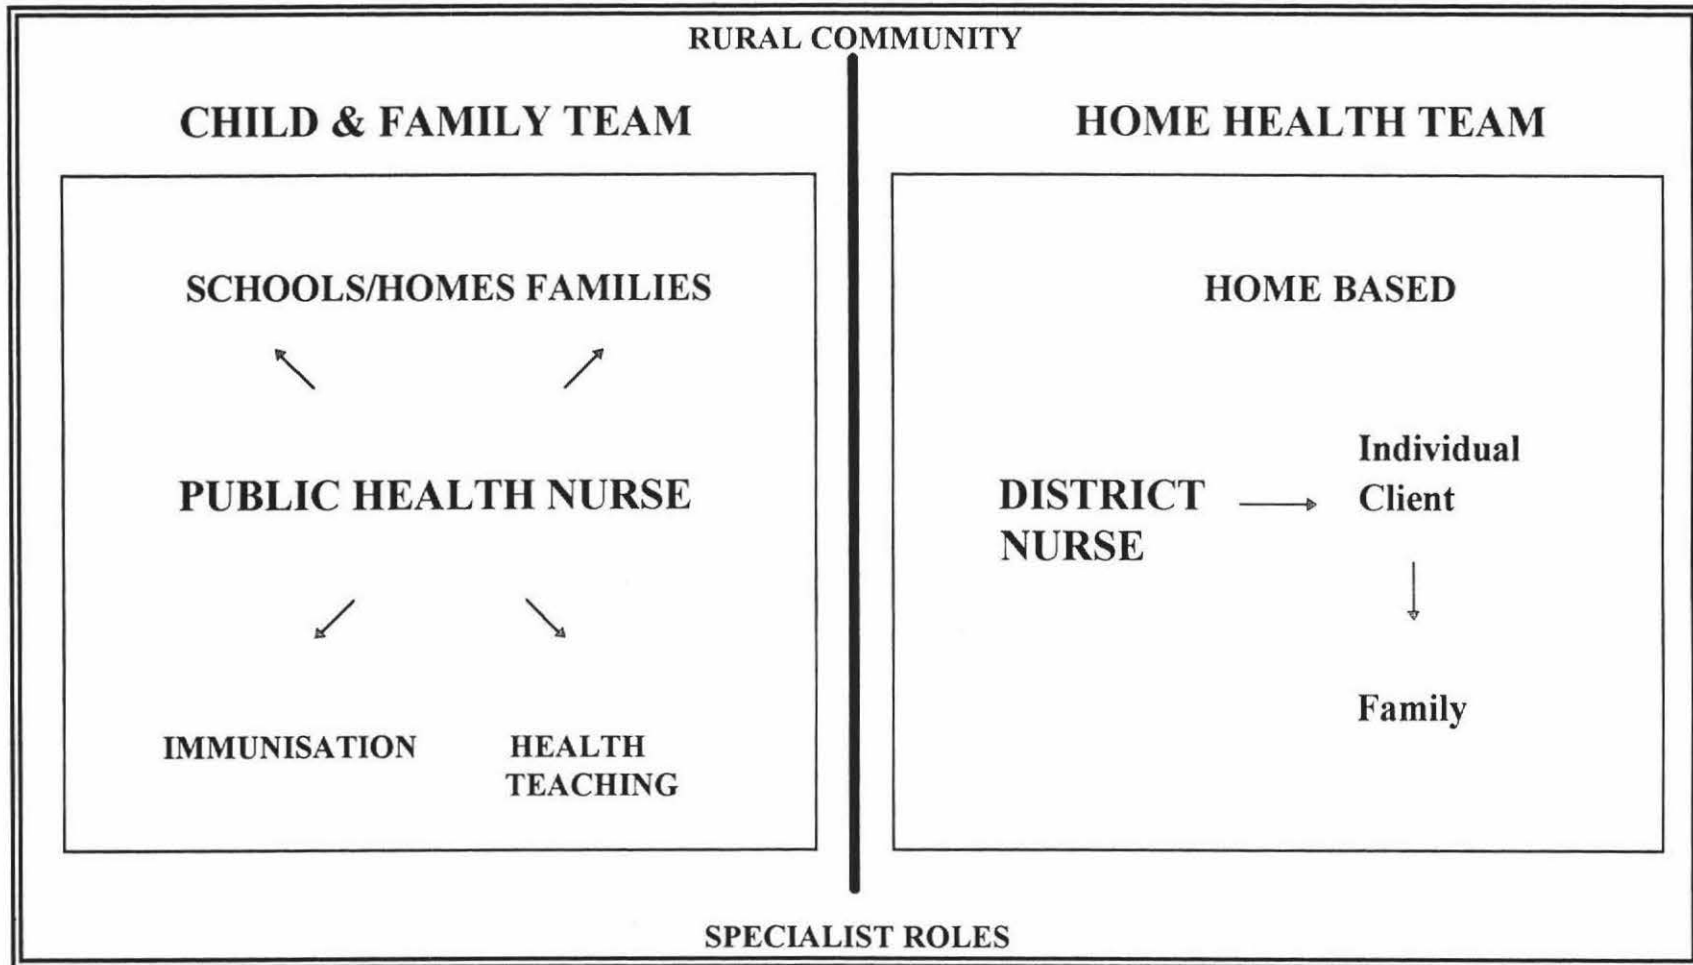 RURAL COMMUNITY
CHILD & FAMILY TEAM
SCHOOLS/HOMES FAMILIES
PUBLIC HEALTH NURSE
IMMUNISATION
HEALTH
TEACHING
HOME HEALTH TEAM
HOME BASED
DISTRICT
NURSE
Individual
Client
Family
SPECIALIST ROLES